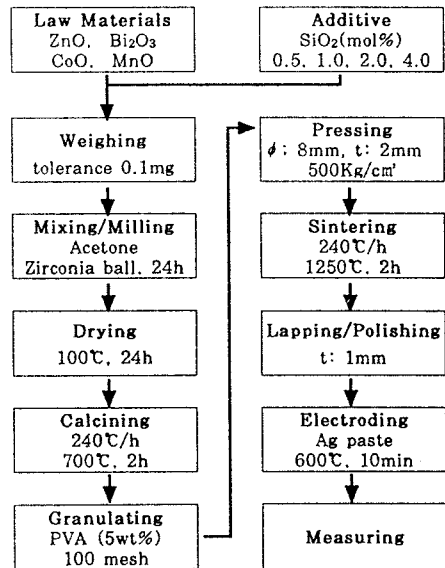 Law Materials
ZnO, Bi₂O₃
CoO, MnO
Additive
SiO₂(mol%)
0.5, 1.0, 2.0, 4.0
Weighing
tolerance 0.1mg
Mixing/Milling
Acetone
Zirconia ball, 24h
Drying
100℃, 24h
Calcining
240℃/h
700℃, 2h
Granulating
PVA (5wt%)
100 mesh
Pressing
ϕ; 8mm, t: 2mm
500Kg/cm²
Sintering
240℃/h
1250℃, 2h
Lapping/Polishing
t: 1mm
Electroding
Ag paste
600℃, 10min
Measuring